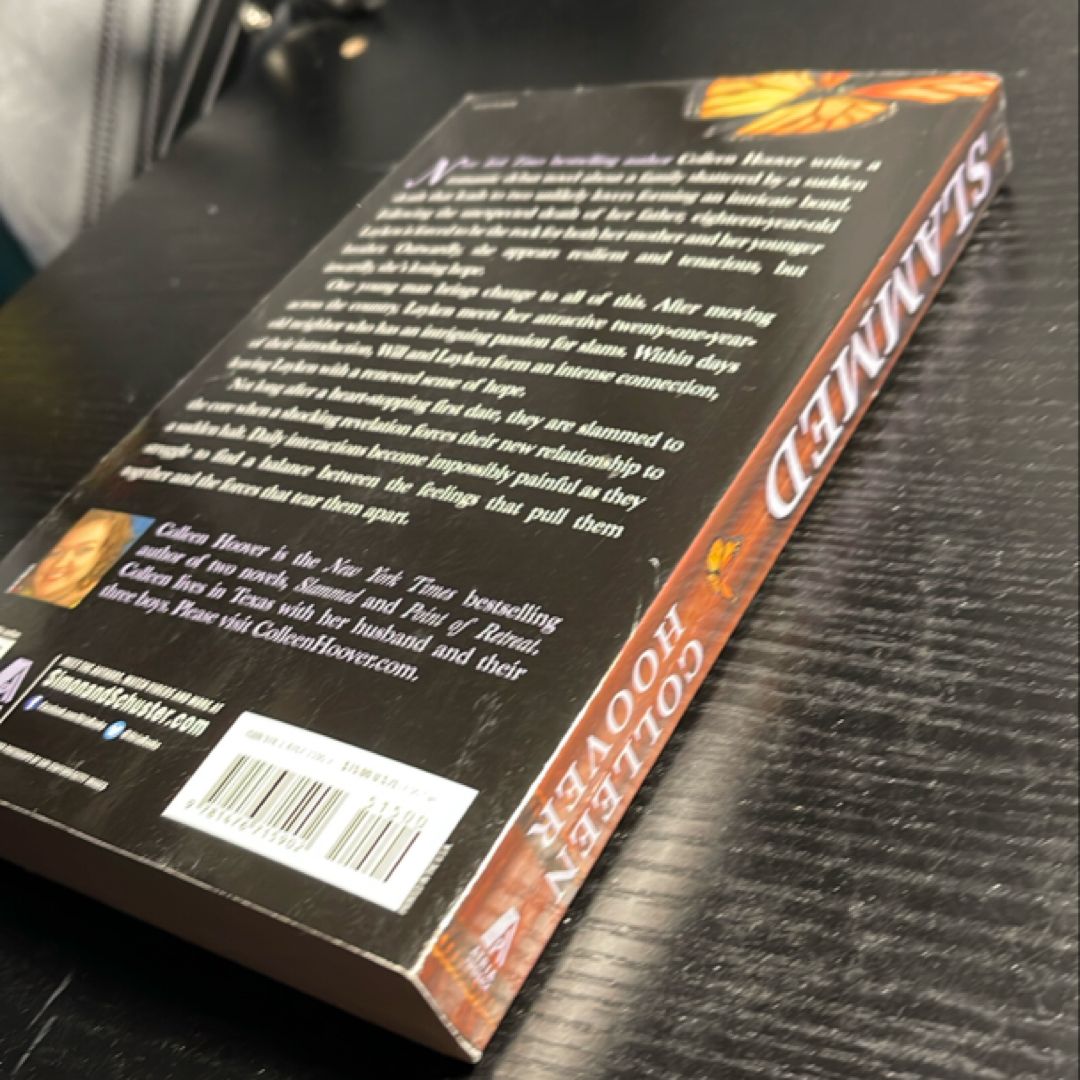 New York Times bestselling author Colleen Hoover writes a
romantic debut novel about a family shattered by a sudden
death that leads to two unlikely lovers forming an intricate bond.
Following the unexpected death of her father, eighteen-year-old
Layken is forced to be the rock for both her mother and her younger
brother. Outwardly, she appears resilient and tenacious, but
inwardly, she's losing hope.
One young man brings change to all of this. After moving
across the country, Layken meets her attractive twenty-one-year-
old neighbor who has an intriguing passion for slams. Within days
of their introduction, Will and Layken form an intense connection,
leaving Layken with a renewed sense of hope.
Not long after a heart-stopping first date, they are slammed to
the core when a shocking revelation forces their new relationship to
a sudden halt. Daily interactions become impossibly painful as they
struggle to find a balance between the feelings that pull them
together and the forces that tear them apart.
Colleen Hoover is the New York Times bestselling
author of two novels, Slammed and Point of Retreat.
Colleen lives in Texas with her husband and their
three boys. Please visit ColleenHoover.com.
SimonandSchuster.com
51500
9781476715902
SLAMMED
COLLEEN
HOOVER
A